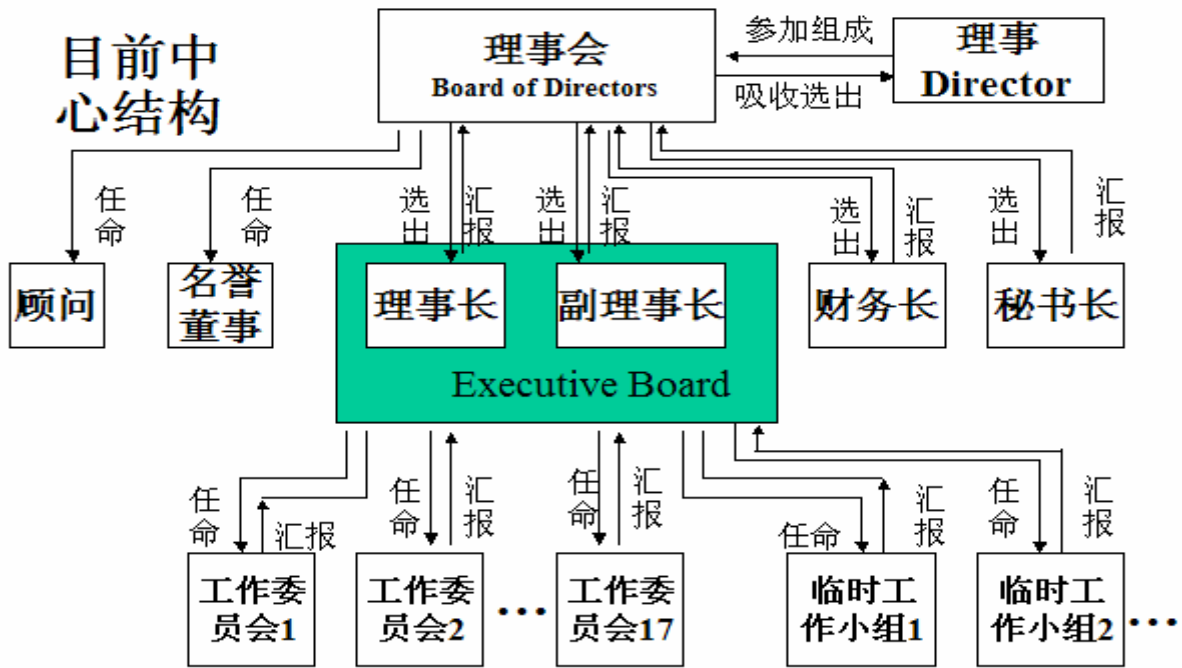 目前中
心结构
理事会
Board of Directors
参加组成
吸收选出
理事
Director
任
命
任
命
选
出
汇
报
选
出
汇
报
选
出
汇
报
选
出
汇
报
顾问
名誉
董事
理事长
副理事长
财务长
秘书长
Executive Board
任
命
汇报
任
命
汇
报
任
命
汇
报
任命
汇
报
任
命
汇
报
工作委
员会1
工作委
员会2
•••
工作委
员会17
临时工
作小组1
临时工
作小组2
•••